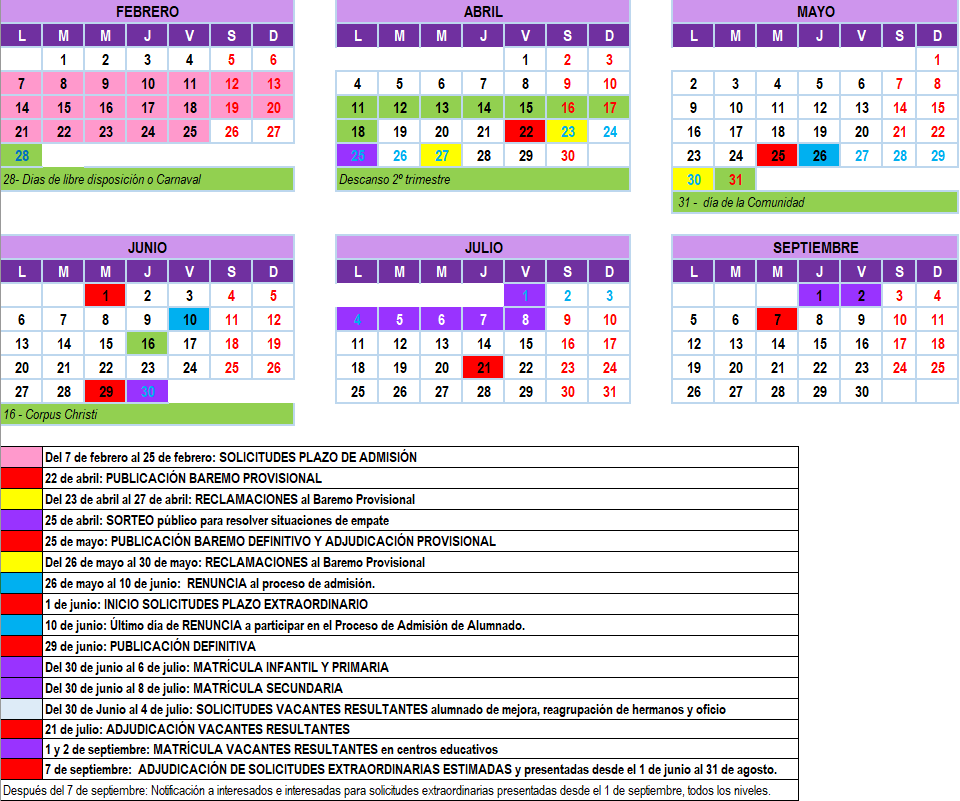 FEBRERO
L M M J V S D
1 2 3 4 5 6
7 8 9 10 11 12 13
14 15 16 17 18 19 20
21 22 23 24 25 26 27
28
28- Dias de libre disposiciòn o Carnaval
ABRIL
L M M J V S D
1 2 3
4 5 6 7 8 9 10
11 12 13 14 15 16 17
18 19 20 21 22 23 24
25 26 27 28 29 30
Descanso 2º trimestre
MAYO
L M M J V S D
1
2 3 4 5 6 7 8
9 10 11 12 13 14 15
16 17 18 19 20 21 22
23 24 25 26 27 28 29
30 31
31 - día de la Comunidad
JUNIO
L M M J V S D
1 2 3 4 5
6 7 8 9 10 11 12
13 14 15 16 17 18 19
20 21 22 23 24 25 26
27 28 29 30
16 - Corpus Christi
JULIO
L M M J V S D
1 2 3
4 5 6 7 8 9 10
11 12 13 14 15 16 17
18 19 20 21 22 23 24
25 26 27 28 29 30 31
SEPTIEMBRE
L M M J V S D
1 2 3 4
5 6 7 8 9 10 11
12 13 14 15 16 17 18
19 20 21 22 23 24 25
26 27 28 29 30
Del 7 de febrero al 25 de febrero: SOLICITUDES PLAZO DE ADMISIÓN
22 de abril: PUBLICACIÓN BAREMO PROVISIONAL
Del 23 de abril al 27 de abril: RECLAMACIONES al Baremo Provisional
25 de abril: SORTEO público para resolver situaciones de empate
25 de mayo: PUBLICACIÓN BAREMO DEFINITIVO Y ADJUDICACIÓN PROVISIONAL
Del 26 de mayo al 30 de mayo: RECLAMACIONES al Baremo Provisional
26 de mayo al 10 de junio: RENUNCIA al proceso de admisión.
1 de junio: INICIO SOLICITUDES PLAZO EXTRAORDINARIO
10 de junio: Último día de RENUNCIA a participar en el Proceso de Admisión de Alumnado.
29 de junio: PUBLICACIÓN DEFINITIVA
Del 30 de junio al 6 de julio: MATRÍCULA INFANTIL Y PRIMARIA
Del 30 de junio al 8 de julio: MATRÍCULA SECUNDARIA
Del 30 de Junio al 4 de julio: SOLICITUDES VACANTES RESULTANTES alumnado de mejora, reagrupación de hermanos y oficio
21 de julio: ADJUDICACIÓN VACANTES RESULTANTES
1 y 2 de septiembre: MATRÍCULA VACANTES RESULTANTES en centros educativos
7 de septiembre: ADJUDICACIÓN DE SOLICITUDES EXTRAORDINARIAS ESTIMADAS y presentadas desde el 1 de junio al 31 de agosto.
Después del 7 de septiembre: Notificación a interesados e interesadas para solicitudes extraordinarias presentadas desde el 1 de septiembre, todos los niveles.